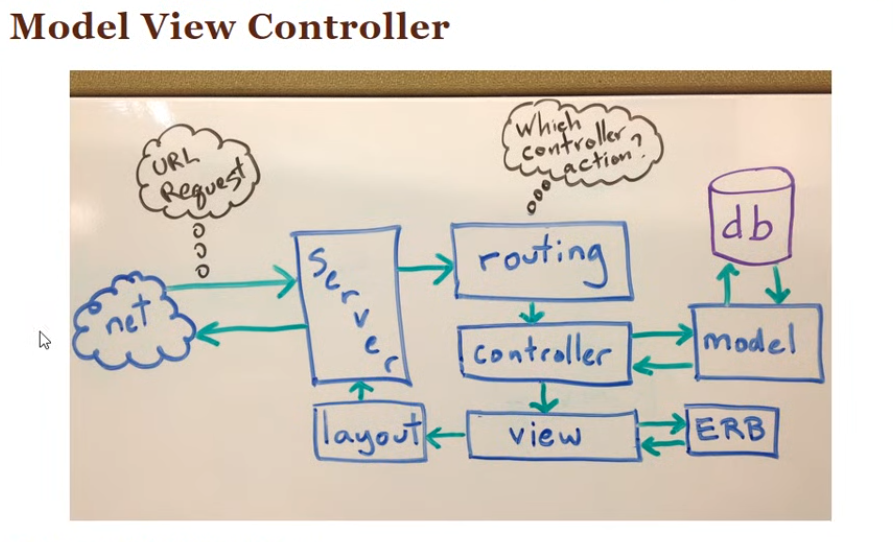 Model View Controller
URL
Request
Which
controller
action?
db
net
Server
routing
controller
model
layout
view
ERB